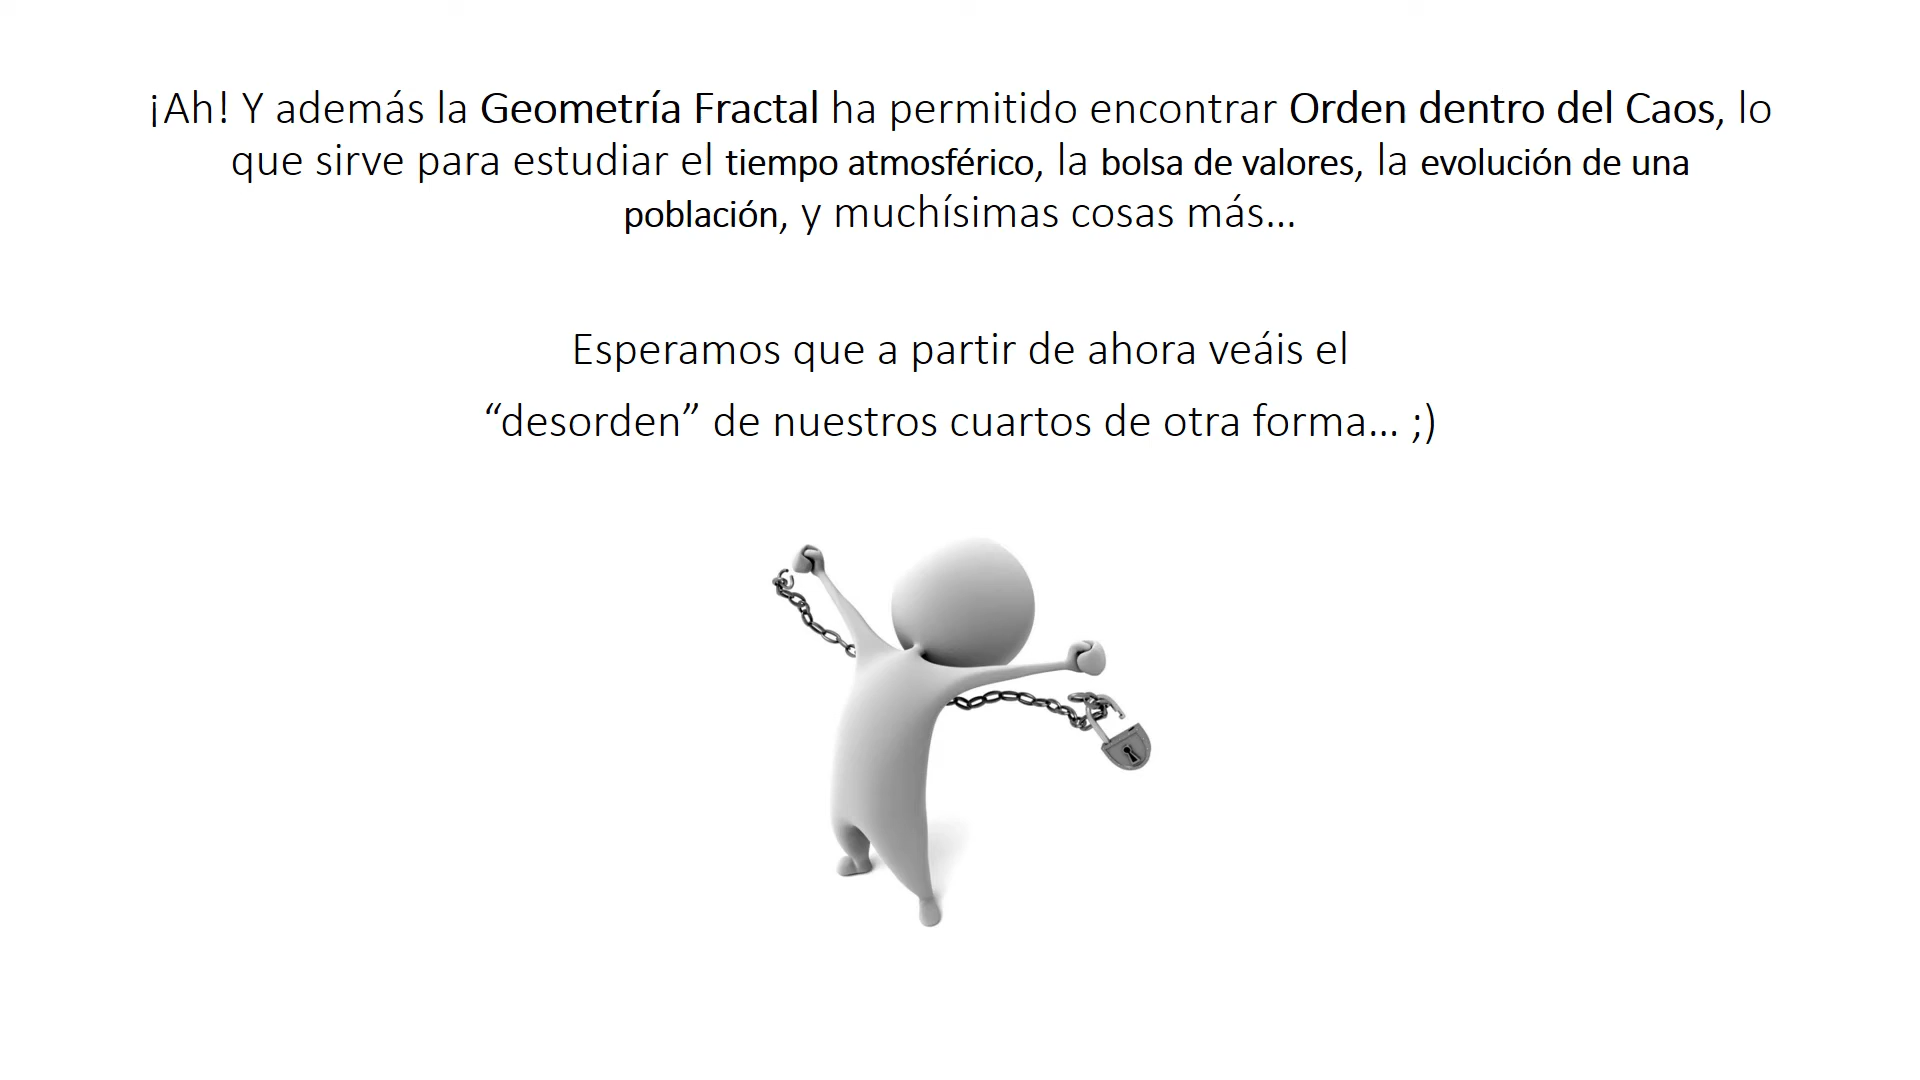 ¡Ah! Y además la Geometría Fractal ha permitido encontrar Orden dentro del Caos, lo
que sirve para estudiar el tiempo atmosférico, la bolsa de valores, la evolución de una
población, y muchísimas cosas más…
Esperamos que a partir de ahora veáis el
“desorden” de nuestros cuartos de otra forma… ;)